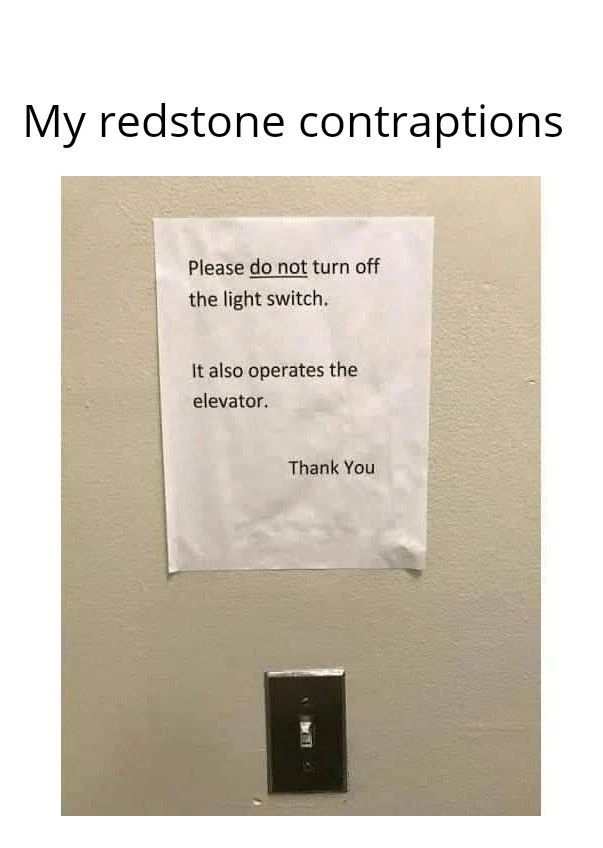 My redstone contraptions
Please do not turn off
the light switch.
It also operates the
elevator.
Thank You